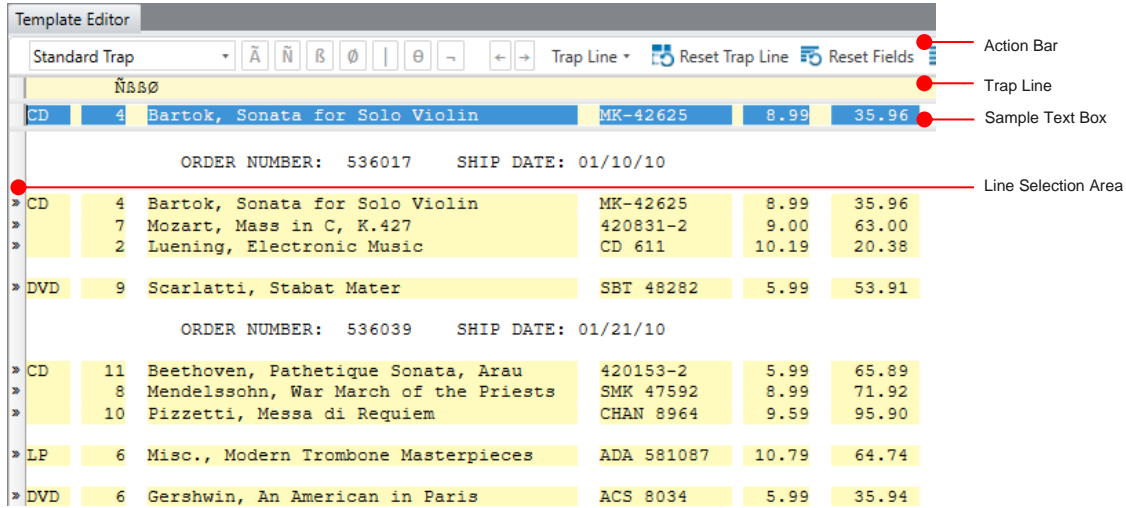 Template Editor
Standard Trap Ã Ñ ß Ø | Ɵ ¬ ← → Trap Line Reset Trap Line Reset Fields
Action Bar
ÑßßØ
Trap Line
CD 4 Bartok, Sonata for Solo Violin MK-42625 8.99 35.96
Sample Text Box
ORDER NUMBER: 536017 SHIP DATE: 01/10/10
Line Selection Area
» CD 4 Bartok, Sonata for Solo Violin MK-42625 8.99 35.96
» 7 Mozart, Mass in C, K.427 420831-2 9.00 63.00
» 2 Luening, Electronic Music CD 611 10.19 20.38
» DVD 9 Scarlatti, Stabat Mater SBT 48282 5.99 53.91
ORDER NUMBER: 536039 SHIP DATE: 01/21/10
» CD 11 Beethoven, Pathetique Sonata, Arau 420153-2 5.99 65.89
» 8 Mendelssohn, War March of the Priests SMK 47592 8.99 71.92
» 10 Pizzetti, Messa di Requiem CHAN 8964 9.59 95.90
» LP 6 Misc., Modern Trombone Masterpieces ADA 581087 10.79 64.74
» DVD 6 Gershwin, An American in Paris ACS 8034 5.99 35.94